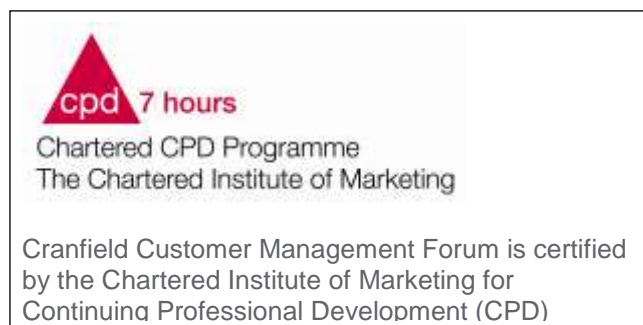 cpd 7 hours
Chartered CPD Programme
The Chartered Institute of Marketing
Cranfield Customer Management Forum is certified
by the Chartered Institute of Marketing for
Continuing Professional Development (CPD)